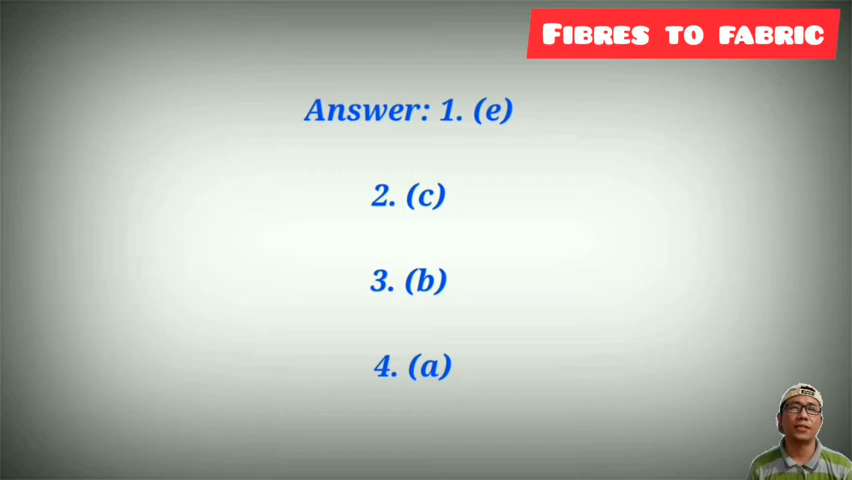 FIBRES TO FABRIC
Answer: 1. (e)
2. (c)
3. (b)
4. (a)